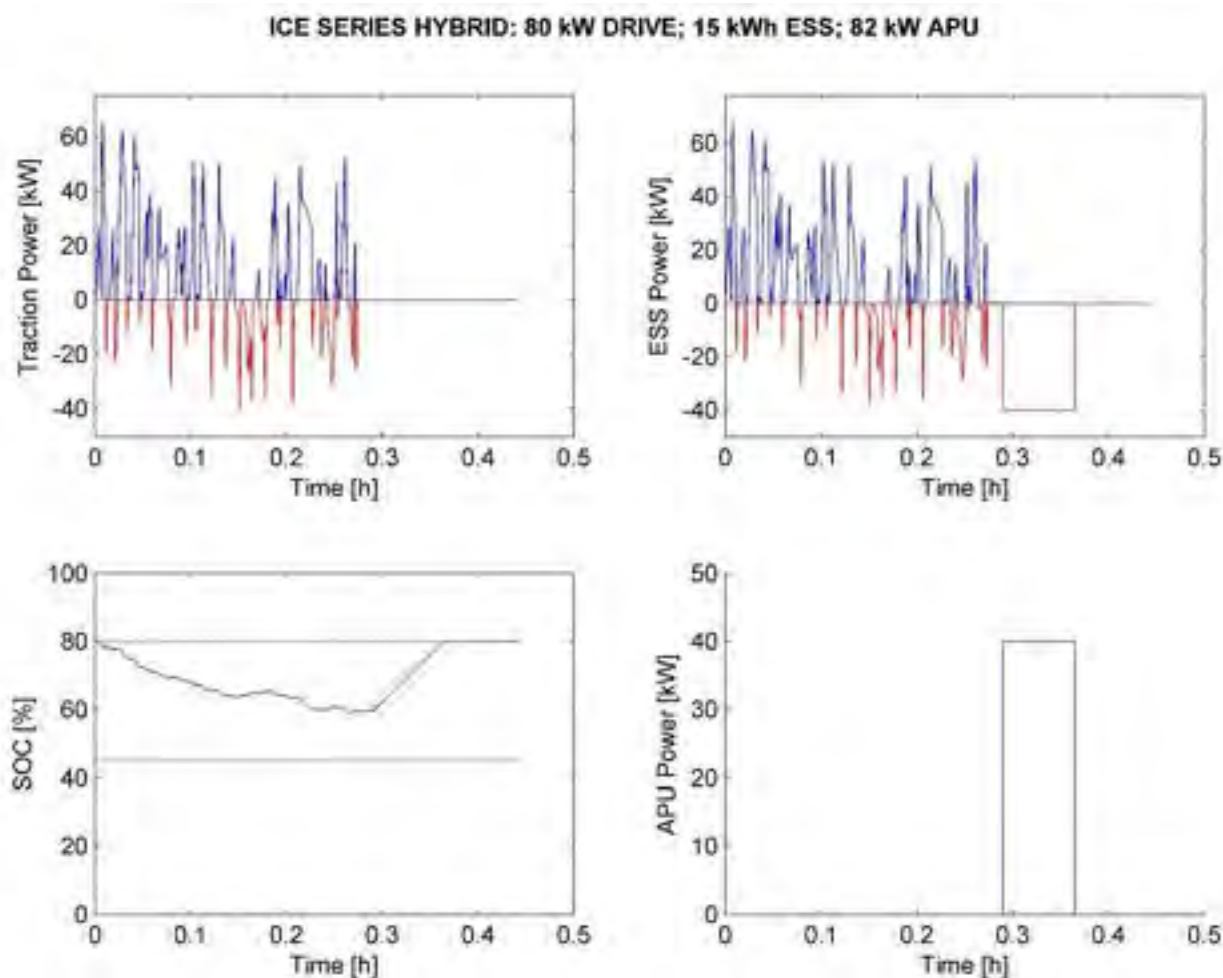 ICE SERIES HYBRID: 80 kW DRIVE; 15 kWh ESS; 82 kW APU
Traction Power [kW]
60
40
20
0
-20
-40
0 0.1 0.2 0.3 0.4 0.5
Time [h]
ESS Power [kW]
60
40
20
0
-20
-40
0 0.1 0.2 0.3 0.4 0.5
Time [h]
SOC [%]
100
80
60
40
20
0
0 0.1 0.2 0.3 0.4 0.5
Time [h]
APU Power [kW]
50
40
30
20
10
0
0 0.1 0.2 0.3 0.4 0.5
Time [h]